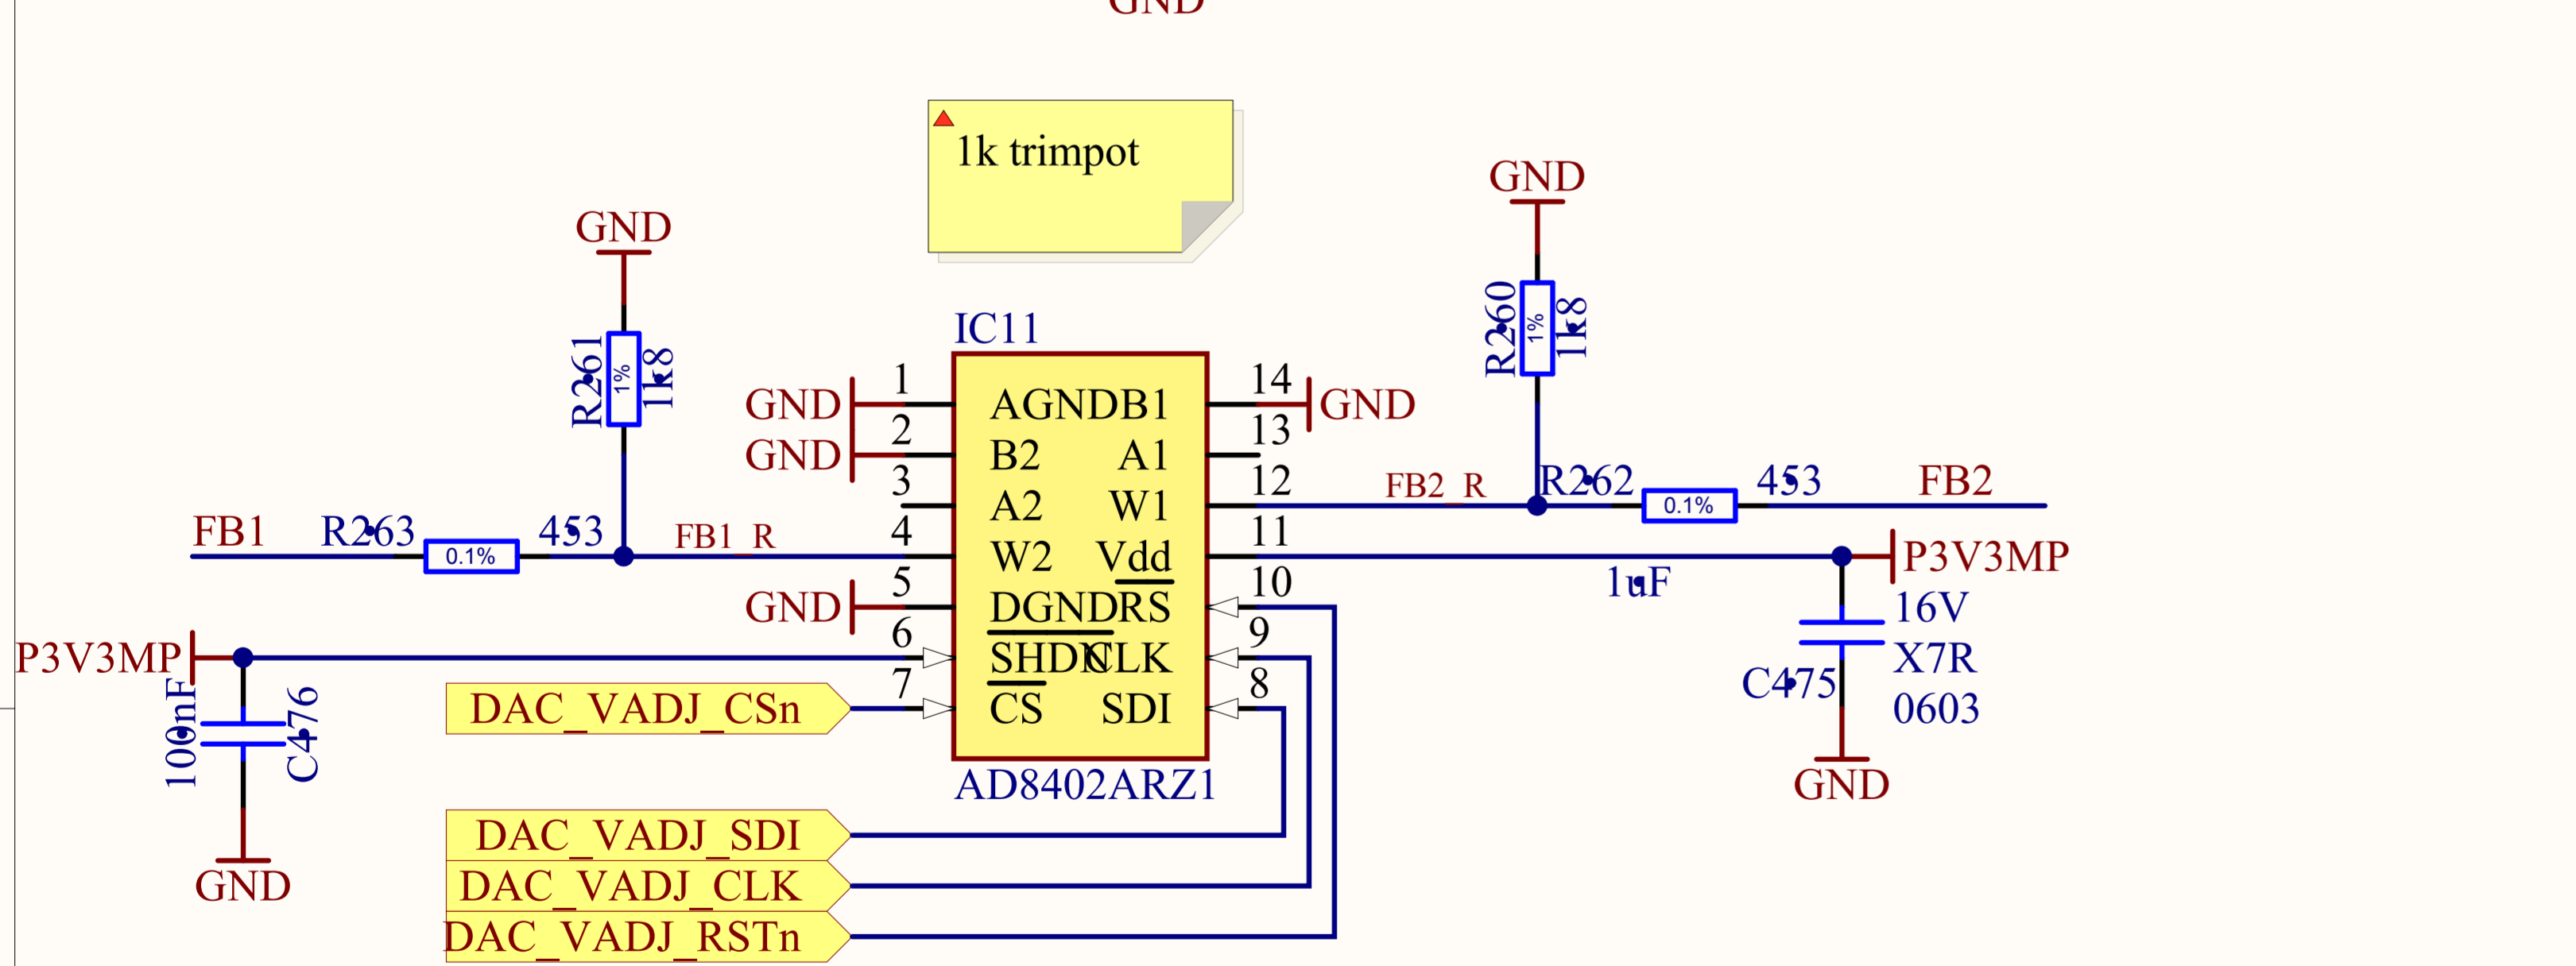 GND
1k trimpot
GND
GND
R261
1%
1k8
R260
1%
1k8
IC11
1
AGND
B1
14
GND
GND
2
B2
A1
13
GND
3
A2
W1
12
FB2_R
R262
0.1%
453
FB2
FB1
R263
0.1%
453
FB1_R
4
W2
Vdd
11
P3V3MP
GND
5
DGND
RS
10
1uF
16V
X7R
0603
C475
GND
P3V3MP
6
SHDN
CLK
9
DAC_VADJ_CSn
7
CS
SDI
8
100nF
C476
GND
AD8402ARZ1
DAC_VADJ_SDI
DAC_VADJ_CLK
DAC_VADJ_RSTn